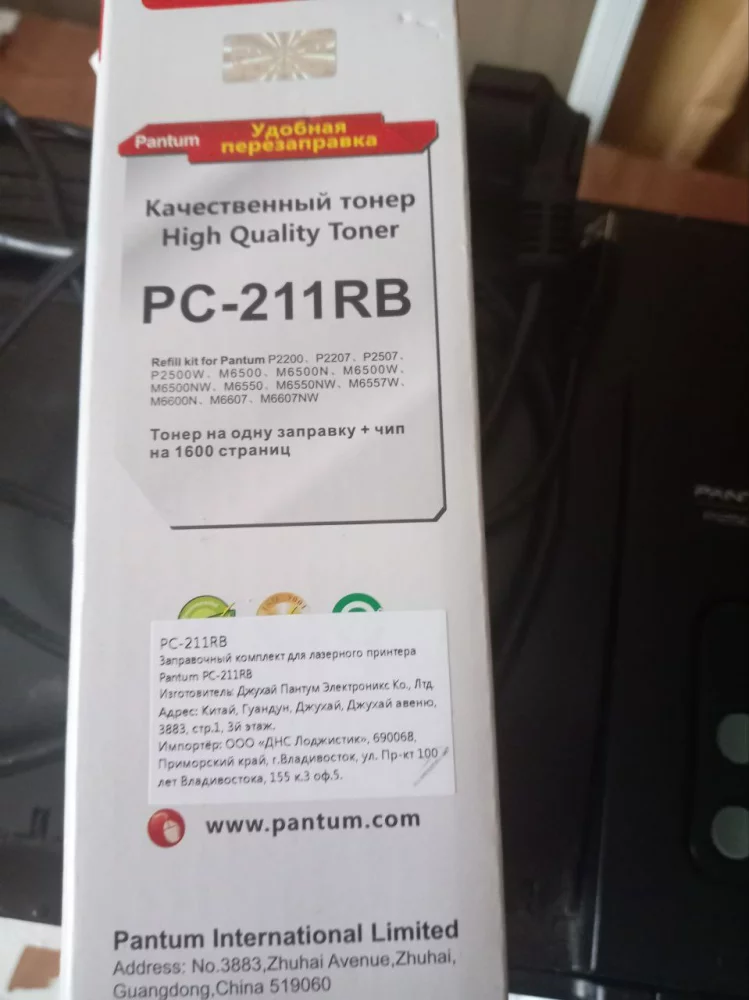 Pantum
Удобная
перезаправка
Качественный тонер
High Quality Toner
PC-211RB
Refill kit for Pantum P2200、P2207、P2507、
P2500W、M6500、M6500N、M6500W、
M6500NW、M6550、M6550NW、M6557W、
M6600N、M6607、M6607NW
Тонер на одну заправку + чип
на 1600 страниц
PC-211RB
Заправочный комплект для лазерного принтера
Pantum PC-211RB
Изготовитель: Джухай Пантум Электроникс Ко., Лтд.
Адрес: Китай, Гуандун, Джухай, Джухай авеню,
3883, стр.1, 3й этаж.
Импортёр: ООО «ДНС Лоджистик», 690068,
Приморский край, г.Владивосток, ул. Пр-кт 100
лет Владивостока, 155 к.3 оф.5.
www.pantum.com
Pantum International Limited
Address: No.3883,Zhuhai Avenue,Zhuhai,
Guangdong,China 519060
PANT